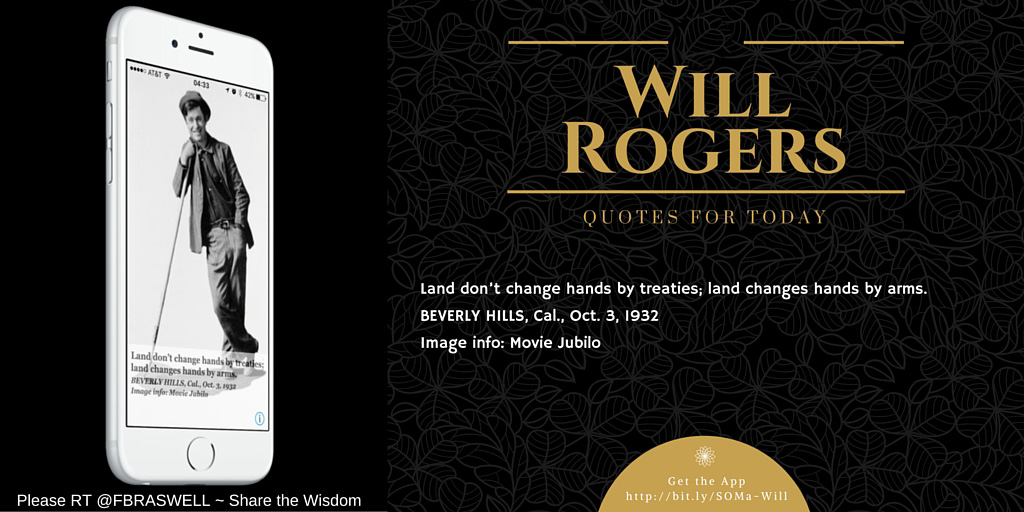 AT&T
04:33
42%
Land don't change hands by treaties;
land changes hands by arms.
BEVERLY HILLS, Cal., Oct. 3, 1932
Image info: Movie Jubilo
Please RT @FBRASWELL ~ Share the Wisdom
WILL
ROGERS
QUOTES FOR TODAY
Land don't change hands by treaties; land changes hands by arms.
BEVERLY HILLS, Cal., Oct. 3, 1932
Image info: Movie Jubilo
Get the App
http://bit.ly/SOMa-Will